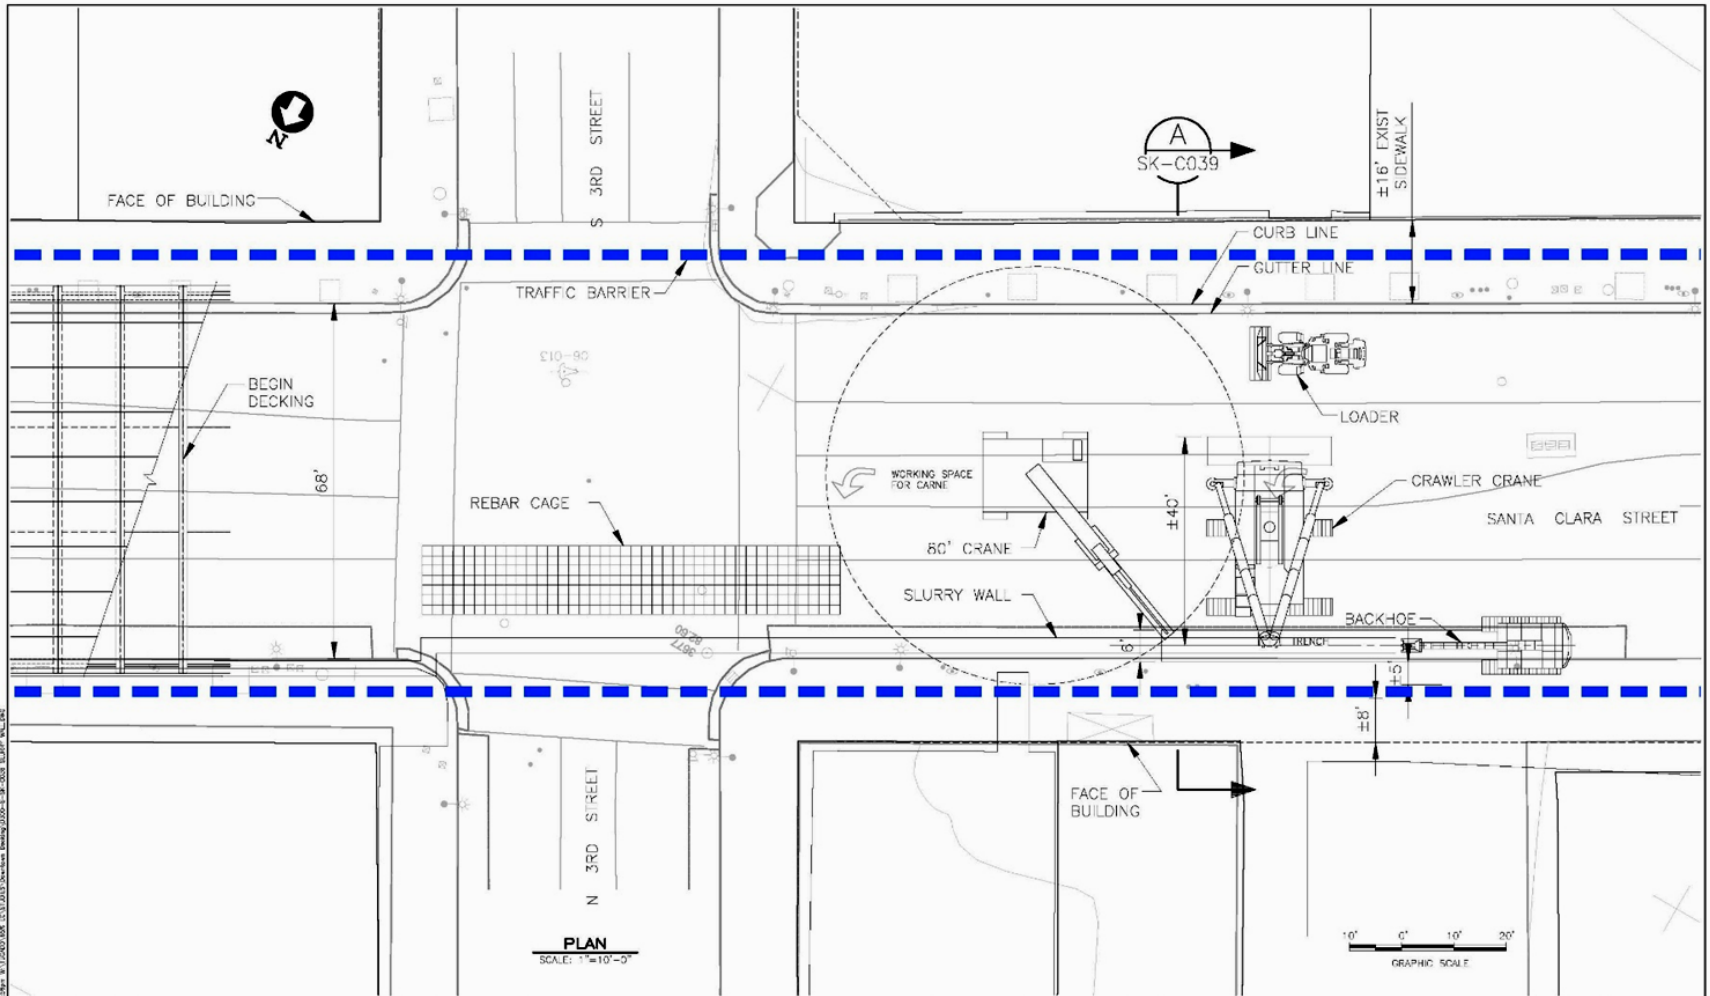 S 3RD STREET
A
SK-C039
±16' EXIST
SIDEWALK
N
FACE OF BUILDING
CURB LINE
GUTTER LINE
TRAFFIC BARRIER
06-013
BEGIN
DECKING
LOADER
68'
WORKING SPACE
FOR CARNE
±40'
CRAWLER CRANE
REBAR CAGE
SANTA CLARA STREET
80' CRANE
SLURRY WALL
BACKHOE
6'
TRENCH
±5'
±8'
FACE OF
BUILDING
N 3RD STREET
PLAN
SCALE: 1"=10'-0"
10' 0' 10' 20'
GRAPHIC SCALE